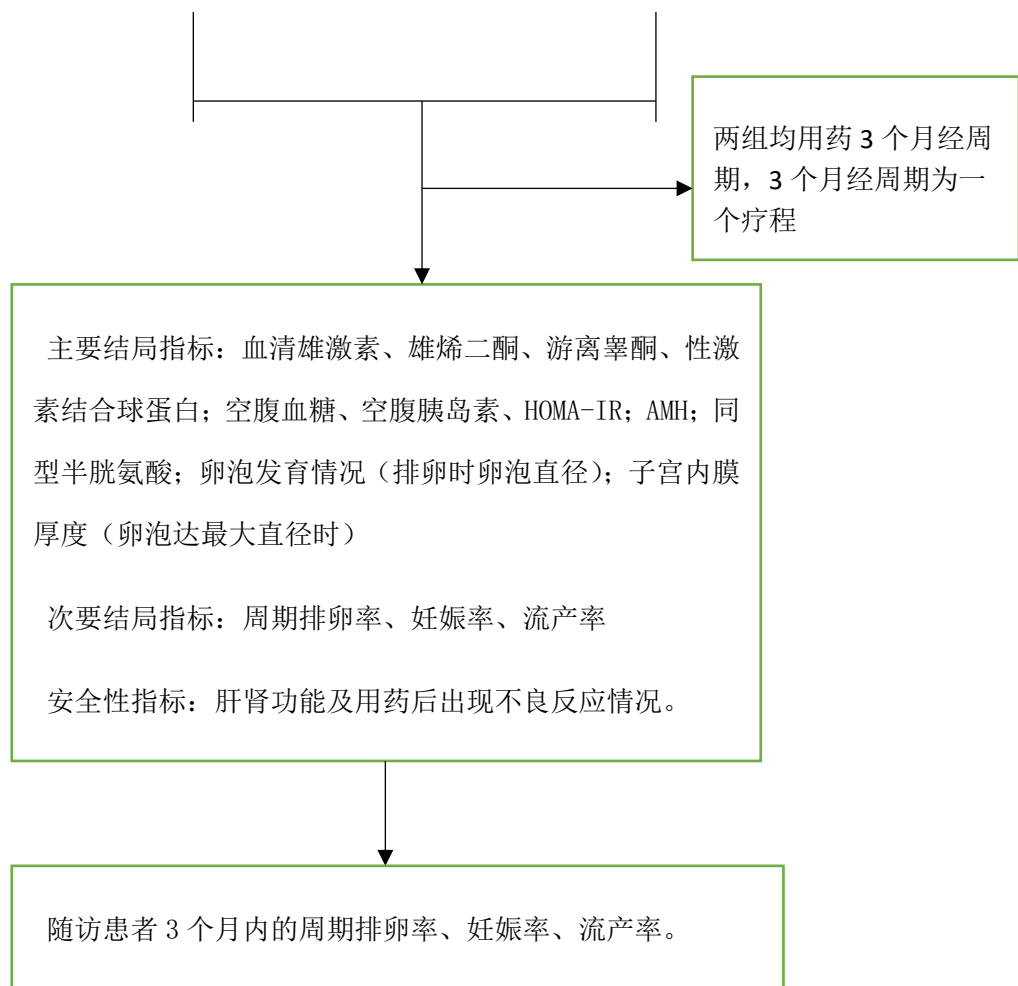 两组均用药 3 个月经周
期，3 个月经周期为一
个疗程
主要结局指标：血清雄激素、雄烯二酮、游离睾酮、性激
素结合球蛋白；空腹血糖、空腹胰岛素、HOMA-IR；AMH；同
型半胱氨酸；卵泡发育情况（排卵时卵泡直径）；子宫内膜
厚度（卵泡达最大直径时）
次要结局指标：周期排卵率、妊娠率、流产率
安全性指标：肝肾功能及用药后出现不良反应情况。
随访患者 3 个月内的周期排卵率、妊娠率、流产率。